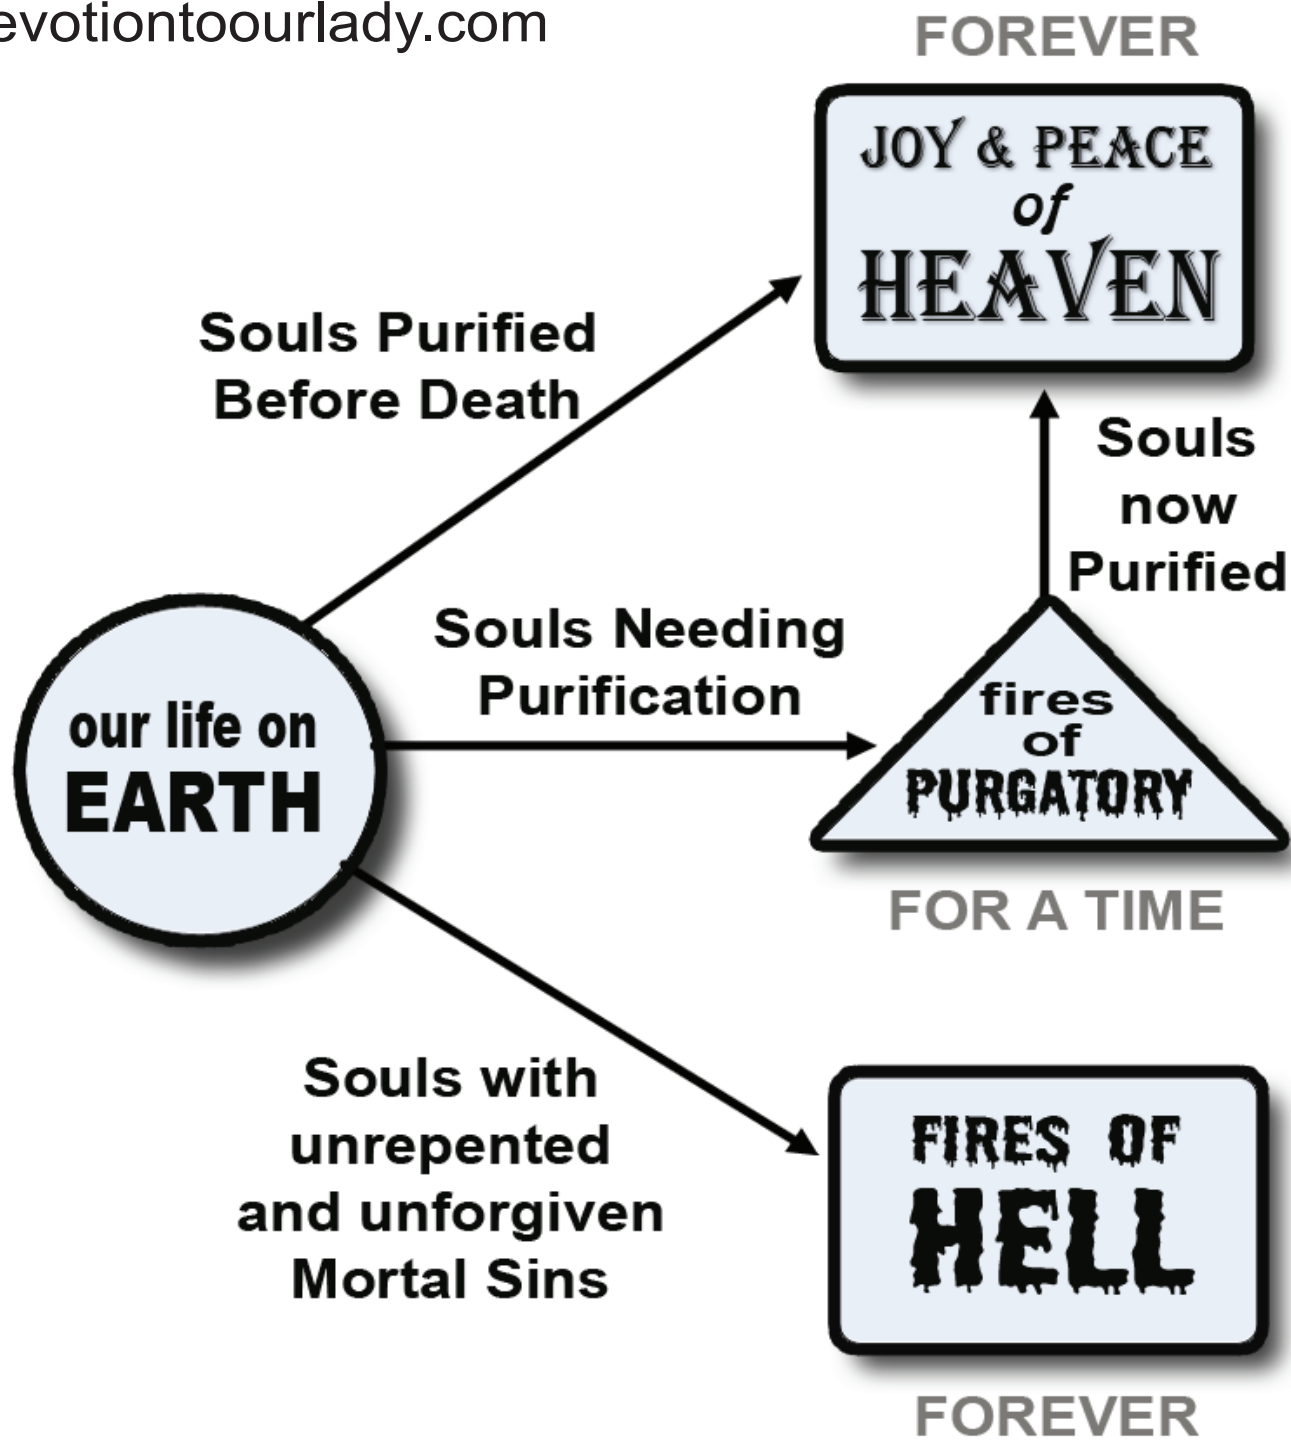 evotiontoourlady.com
FOREVER
JOY & PEACE
of
HEAVEN
Souls Purified
Before Death
Souls
now
Purified
Souls Needing
Purification
our life on
EARTH
fires
of
PURGATORY
FOR A TIME
Souls with
unrepented
and unforgiven
Mortal Sins
FIRES OF
HELL
FOREVER